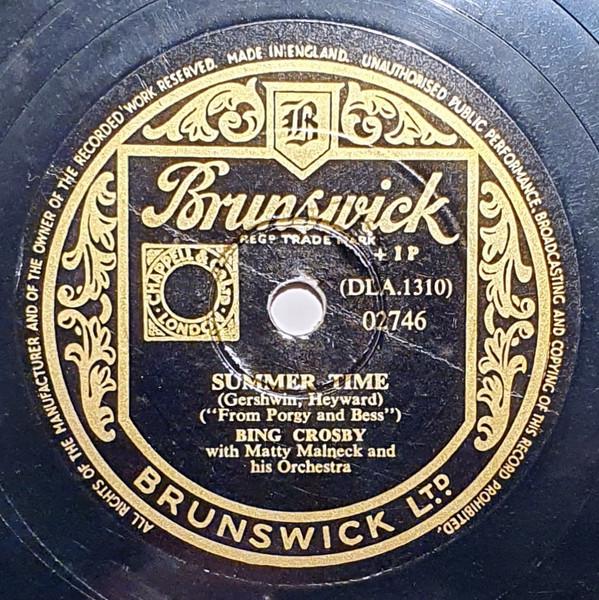 ALL RIGHTS OF THE MANUFACTURER AND OF THE OWNER OF THE RECORDED WORK RESERVED. MADE IN ENGLAND. UNAUTHORISED PUBLIC PERFORMANCE BROADCASTING AND COPYING OF THIS RECORD PROHIBITED.
B
Brunswick
REGD TRADE MARK
+ 1 P
CHAPPELL & CO LTD
· LONDON ·
(DLA.1310)
02746
SUMMER TIME
(Gershwin, Heyward)
("From Porgy and Bess")
BING CROSBY
with Matty Malneck and
his Orchestra
BRUNSWICK LTD.